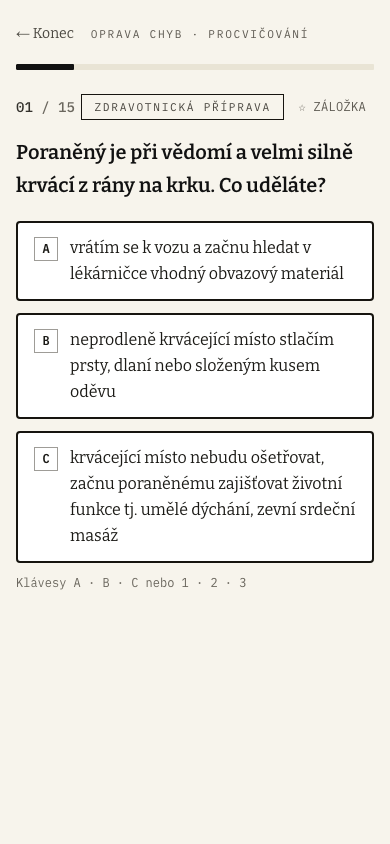 ← Konec OPRAVA CHYB · PROCVIČOVÁNÍ
01 / 15 ZDRAVOTNICKÁ PŘÍPRAVA ☆ ZÁLOŽKA
Poraněný je při vědomí a velmi silně
krvácí z rány na krku. Co uděláte?
A vrátím se k vozu a začnu hledat v
lékárničce vhodný obvazový materiál
B neprodleně krvácející místo stlačím
prsty, dlaní nebo složeným kusem
oděvu
C krvácející místo nebudu ošetřovat,
začnu poraněnému zajišťovat životní
funkce tj. umělé dýchání, zevní srdeční
masáž
Klávesy A · B · C nebo 1 · 2 · 3